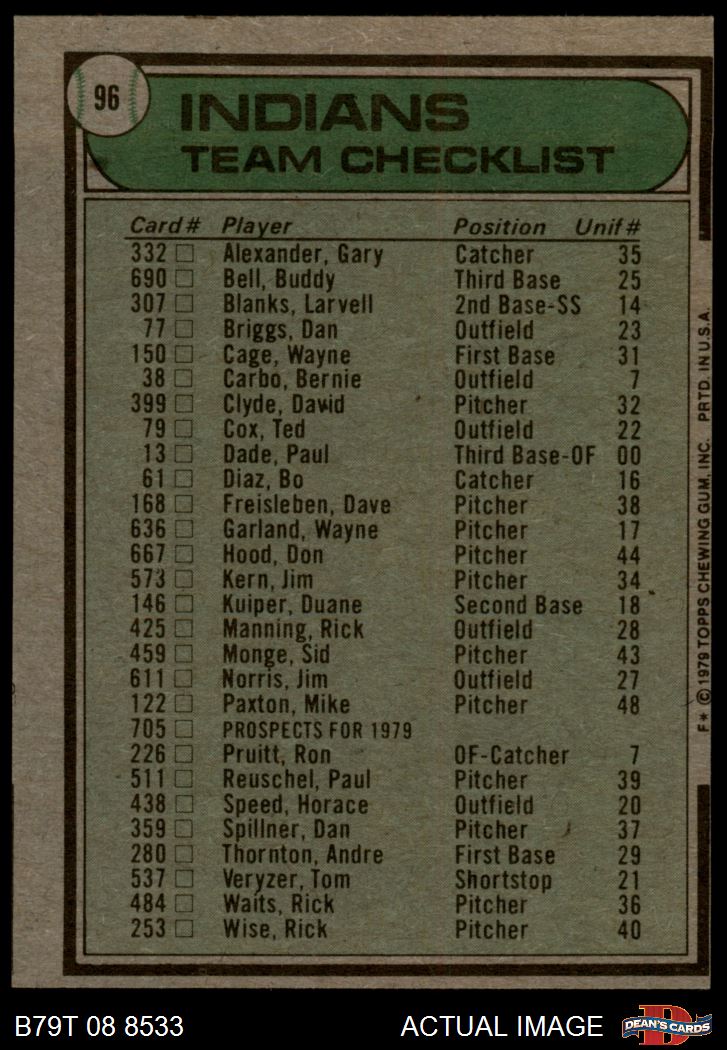 96
INDIANS
TEAM CHECKLIST
Card # Player Position Unif #
332 Alexander, Gary Catcher 35
690 Bell, Buddy Third Base 25
307 Blanks, Larvell 2nd Base-SS 14
77 Briggs, Dan Outfield 23
150 Cage, Wayne First Base 31
38 Carbo, Bernie Outfield 7
399 Clyde, David Pitcher 32
79 Cox, Ted Outfield 22
13 Dade, Paul Third Base-OF 00
61 Diaz, Bo Catcher 16
168 Freisleben, Dave Pitcher 38
636 Garland, Wayne Pitcher 17
667 Hood, Don Pitcher 44
573 Kern, Jim Pitcher 34
146 Kuiper, Duane Second Base 18
425 Manning, Rick Outfield 28
459 Monge, Sid Pitcher 43
611 Norris, Jim Outfield 27
122 Paxton, Mike Pitcher 48
705 PROSPECTS FOR 1979
226 Pruitt, Ron OF-Catcher 7
511 Reuschel, Paul Pitcher 39
438 Speed, Horace Outfield 20
359 Spillner, Dan Pitcher 37
280 Thornton, Andre First Base 29
537 Veryzer, Tom Shortstop 21
484 Waits, Rick Pitcher 36
253 Wise, Rick Pitcher 40
F* © 1979 TOPPS CHEWING GUM, INC. PRTD. IN U.S.A.
B79T 08 8533 ACTUAL IMAGE
D
DEAN'S CARDS